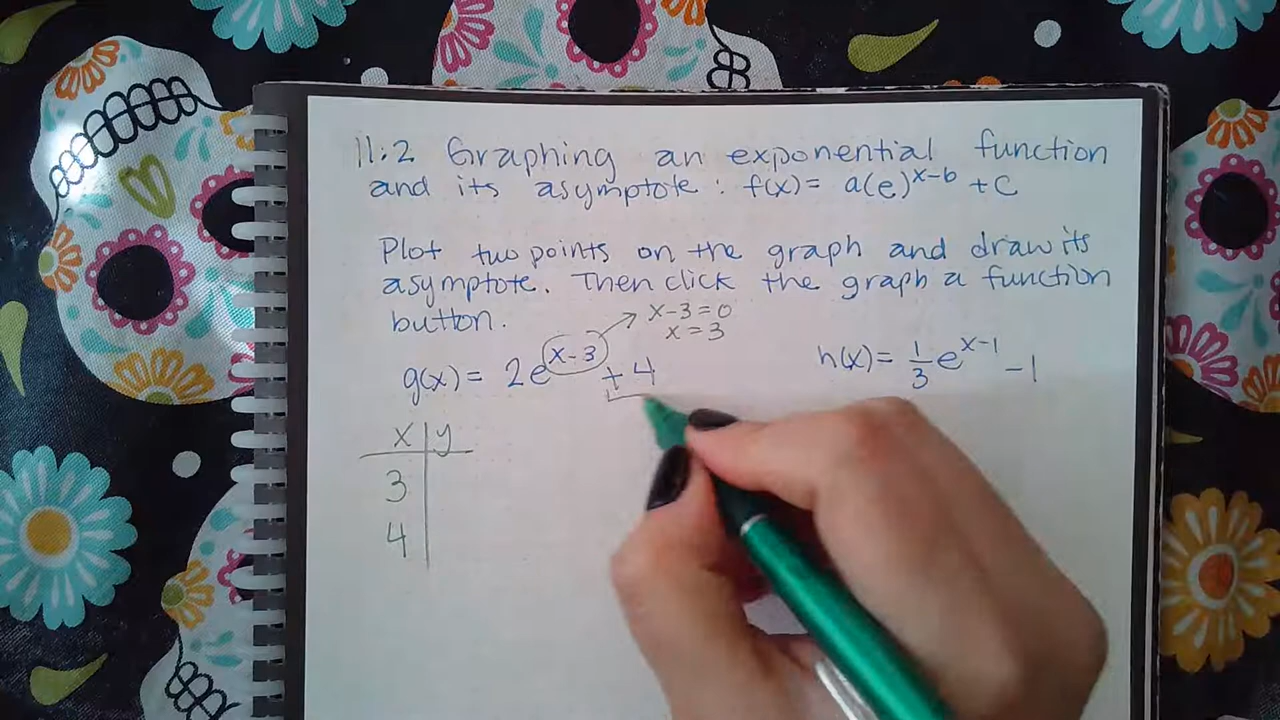 11.2 Graphing an exponential function
and its asymptote: f(x)= a(e)^x-b +C
Plot two points on the graph and draw its
asymptote. Then click the graph a function
button.
x-3=0
x=3
g(x)= 2e^x-3 +4
h(x)= 1/3 e^x-1 -1
x | y
3
4